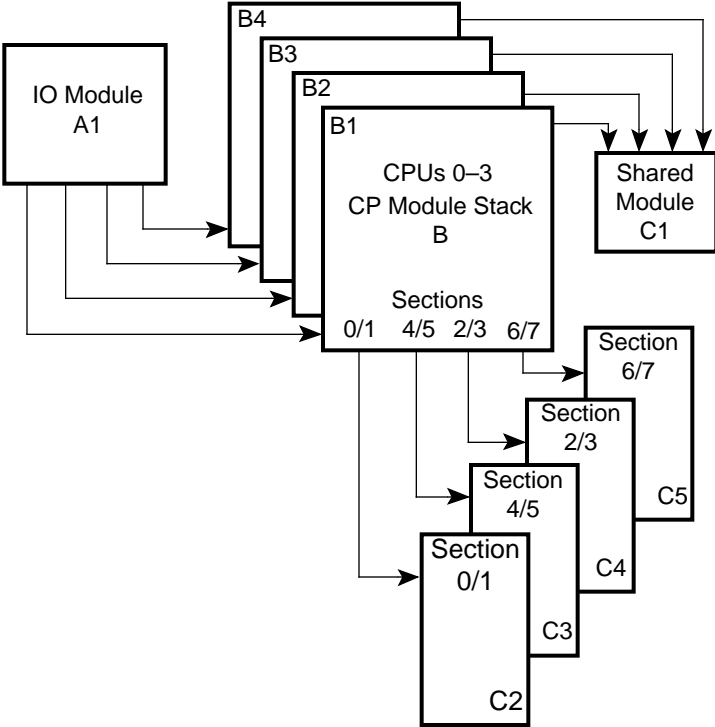 B4
B3
B2
B1
IO Module
A1
CPUs 0–3
CP Module Stack
B
Sections
0/1 4/5 2/3 6/7
Shared
Module
C1
Section
6/7
C5
Section
2/3
C4
Section
4/5
C3
Section
0/1
C2